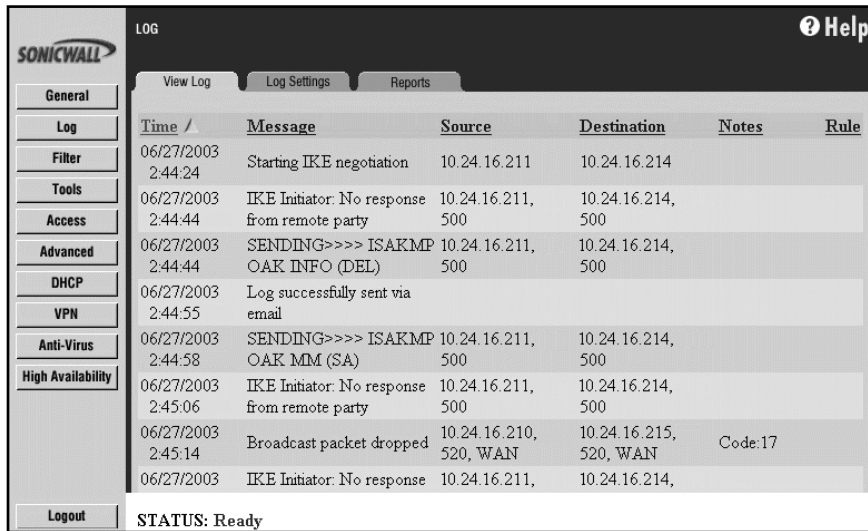 LOG
Help
SONICWALL
View Log Log Settings Reports
General
Log
Filter
Tools
Access
Advanced
DHCP
VPN
Anti-Virus
High Availability
Logout
Time Message Source Destination Notes Rule
06/27/2003 Starting IKE negotiation 10.24.16.211 10.24.16.214
2:44:24
06/27/2003 IKE Initiator: No response 10.24.16.211, 10.24.16.214,
2:44:44 from remote party 500 500
06/27/2003 SENDING>>>> ISAKMP 10.24.16.211, 10.24.16.214,
2:44:44 OAK INFO (DEL) 500 500
06/27/2003 Log successfully sent via
2:44:55 email
06/27/2003 SENDING>>>> ISAKMP 10.24.16.211, 10.24.16.214,
2:44:58 OAK MM (SA) 500 500
06/27/2003 IKE Initiator: No response 10.24.16.211, 10.24.16.214,
2:45:06 from remote party 500 500
06/27/2003 Broadcast packet dropped 10.24.16.210, 10.24.16.215, Code:17
2:45:14 520, WAN 520, WAN
06/27/2003 IKE Initiator: No response 10.24.16.211, 10.24.16.214,
STATUS: Ready